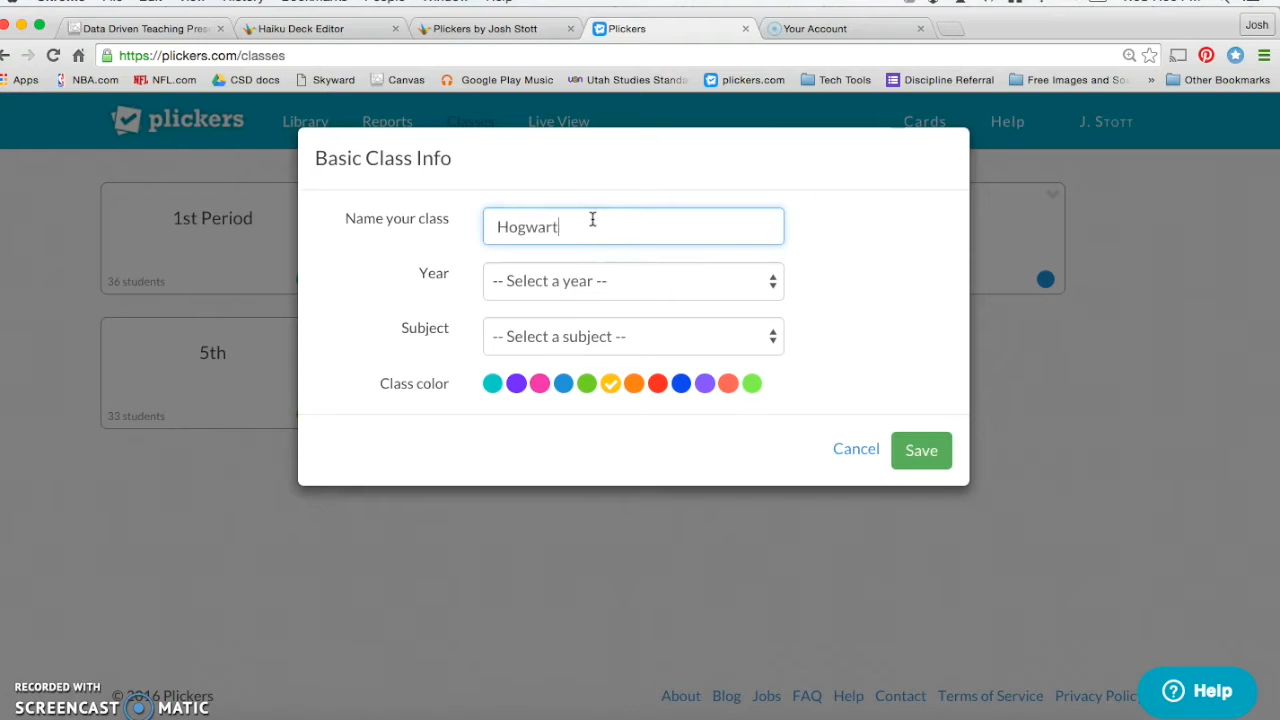 Bookmarks People Window Help
Data Driven Teaching Pres
Haiku Deck Editor
Plickers by Josh Stott
Plickers
Your Account
Josh
https://plickers.com/classes
Apps
NBA.com
NFL.com
CSD docs
Skyward
Canvas
Google Play Music
Utah Studies Standa
plickers.com
Tech Tools
Discipline Referral
Free Images and So
»
Other Bookmarks
plickers
Library
Reports
Classes
Live View
Cards
Help
J. Stott
Basic Class Info
1st Period
36 students
5th
33 students
Name your class
Hogwart
Year
-- Select a year --
Subject
-- Select a subject --
Class color
Cancel
Save
© 2016 Plickers
About
Blog
Jobs
FAQ
Help
Contact
Terms of Service
Privacy Polic
Help
RECORDED WITH
SCREENCAST MATIC